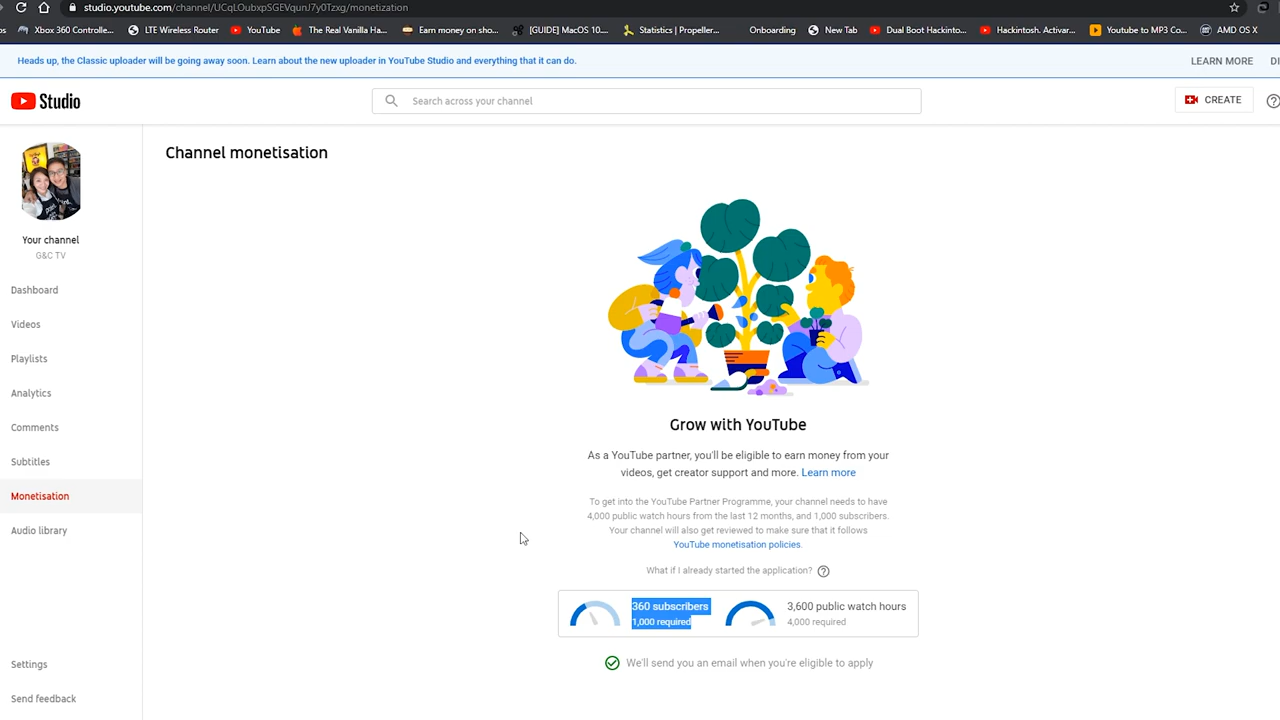 studio.youtube.com/channel/UCqLOubxpSGEVqunJ7y0Tzxg/monetization
ps
Xbox 360 Controlle...
LTE Wireless Router
YouTube
The Real Vanilla Ha...
Earn money on sho...
[GUIDE] MacOS 10....
Statistics | Propeller...
Onboarding
New Tab
Dual Boot Hackinto...
Hackintosh. Activar...
Youtube to MP3 Co...
AMD OS X
Heads up, the Classic uploader will be going away soon. Learn about the new uploader in YouTube Studio and everything that it can do.
LEARN MORE
DI
Studio
Search across your channel
CREATE
Your channel
G&C TV
Dashboard
Videos
Playlists
Analytics
Comments
Subtitles
Monetisation
Audio library
Settings
Send feedback
Channel monetisation
Grow with YouTube
As a YouTube partner, you'll be eligible to earn money from your
videos, get creator support and more. Learn more
To get into the YouTube Partner Programme, your channel needs to have
4,000 public watch hours from the last 12 months, and 1,000 subscribers.
Your channel will also get reviewed to make sure that it follows
YouTube monetisation policies.
What if I already started the application?
360 subscribers
1,000 required
3,600 public watch hours
4,000 required
We'll send you an email when you're eligible to apply